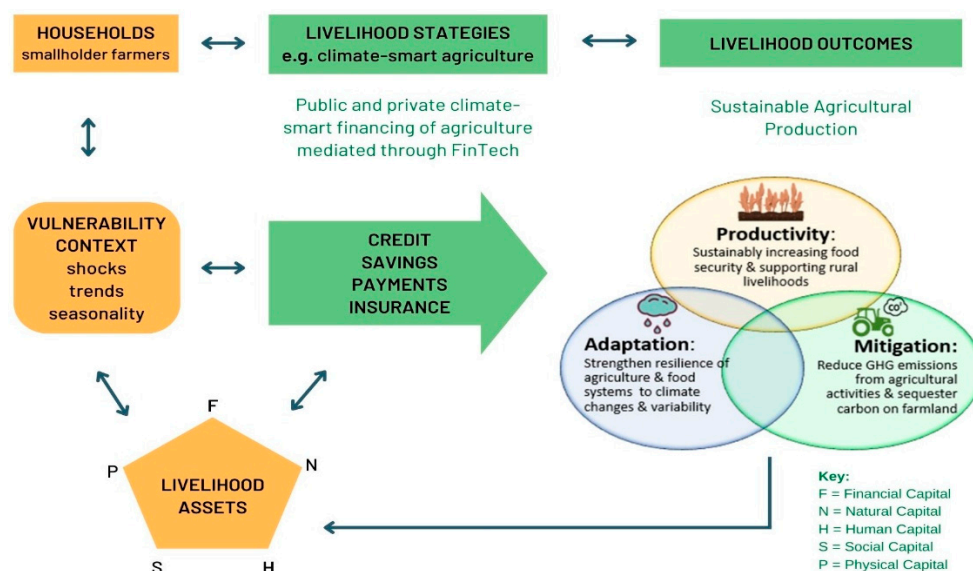 HOUSEHOLDS
smallholder farmers
LIVELIHOOD STATEGIES
e.g. climate-smart agriculture
LIVELIHOOD OUTCOMES
Public and private climate-
smart financing of agriculture
mediated through FinTech
Sustainable Agricultural
Production
VULNERABILITY
CONTEXT
shocks
trends
seasonality
CREDIT
SAVINGS
PAYMENTS
INSURANCE
Productivity:
Sustainably increasing food
security & supporting rural
livelihoods
Adaptation:
Strengthen resilience of
agriculture & food
systems to climate
changes & variability
CO²
Mitigation:
Reduce GHG emissions
from agricultural
activities & sequester
carbon on farmland
F
P
N
LIVELIHOOD
ASSETS
S
H
Key:
F = Financial Capital
N = Natural Capital
H = Human Capital
S = Social Capital
P = Physical Capital